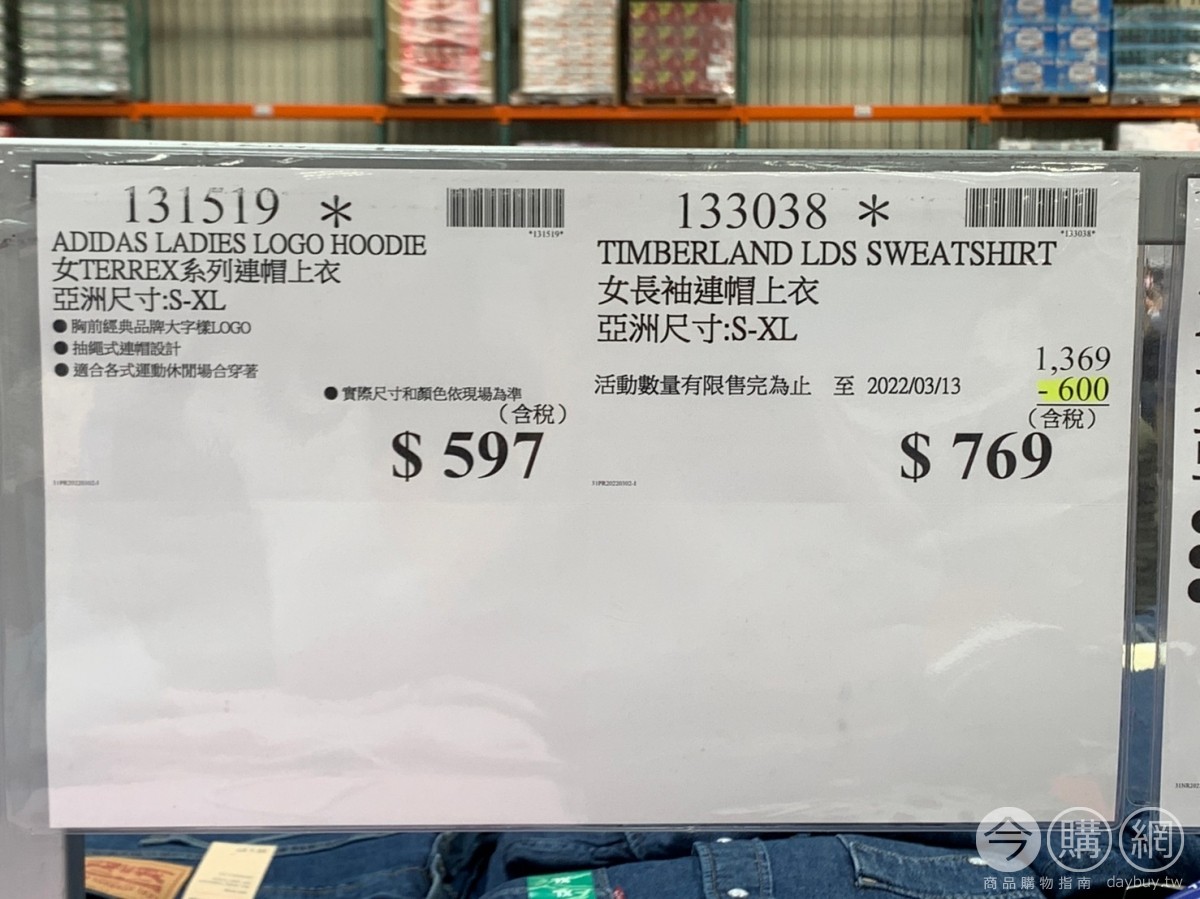 131519 *
*131519*
ADIDAS LADIES LOGO HOODIE
女TERREX系列連帽上衣
亞洲尺寸:S-XL
● 胸前經典品牌大字樣LOGO
● 抽繩式連帽設計
● 適合各式運動休閒場合穿著
● 實際尺寸和顏色依現場為準
(含稅)
$ 597
133038 *
*133038*
TIMBERLAND LDS SWEATSHIRT
女長袖連帽上衣
亞洲尺寸:S-XL
1,369
活動數量有限售完為止 至 2022/03/13
- 600
(含稅)
$ 769
XL
今購網
商品購物指南 daybuy.tw